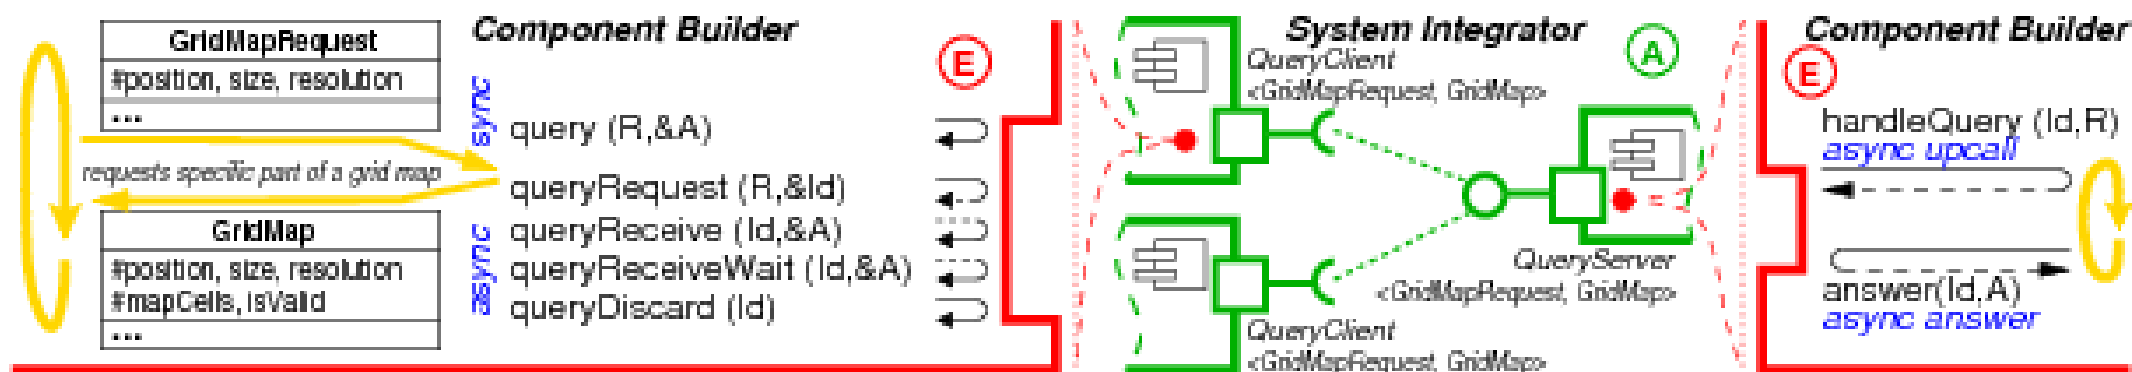 GridMapRequest
#position, size, resolution
...
requests specific part of a grid map
GridMap
#position, size, resolution
#mapCells, isValid
...
Component Builder
E
sync
query (R,&A)
async
queryRequest (R,&Id)
queryReceive (Id,&A)
queryReceiveWait (Id,&A)
queryDiscard (Id)
System Integrator
A
QueryClient
<GridMapRequest, GridMap>
QueryServer
<GridMapRequest, GridMap>
QueryClient
<GridMapRequest, GridMap>
Component Builder
E
handleQuery (Id,R)
async upcall
answer(Id,A)
async answer